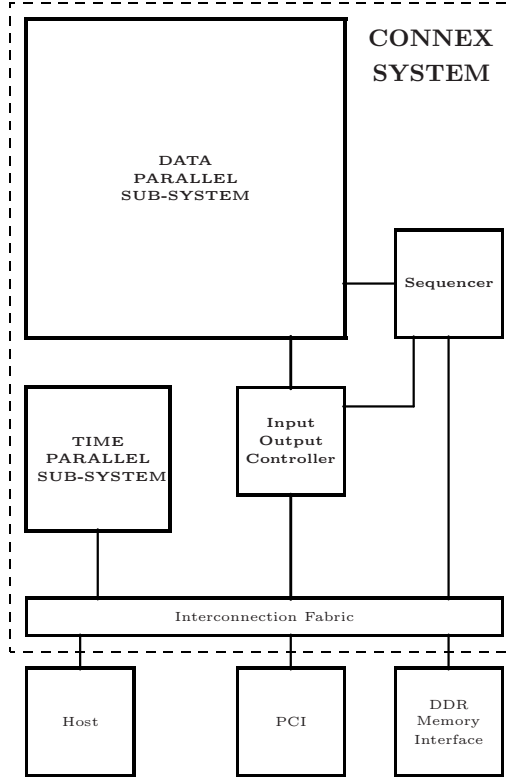 CONNEX
SYSTEM
DATA
PARALLEL
SUB-SYSTEM
Sequencer
Input
Output
Controller
TIME
PARALLEL
SUB-SYSTEM
Interconnection Fabric
Host
PCI
DDR
Memory
Interface